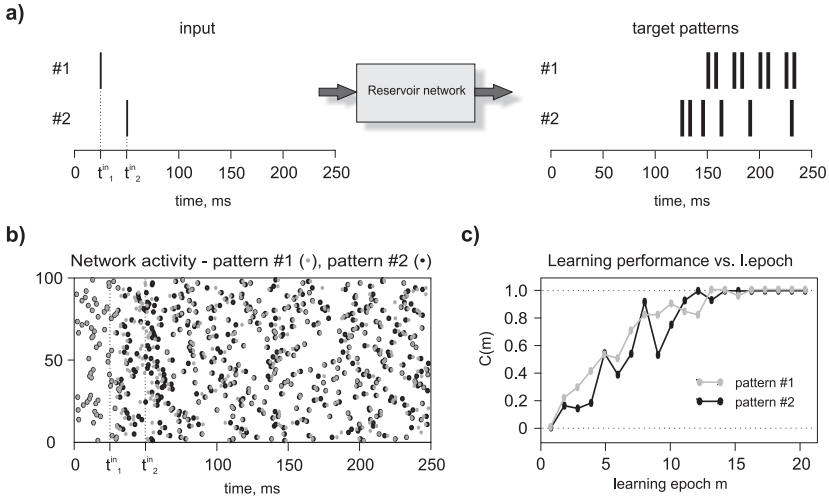 a)
input
target patterns
#1
#2
Reservoir network
#1
#2
0 t^in_1 t^in_2 100 150 200 250
time, ms
0 50 100 150 200 250
time, ms
b)
Network activity - pattern #1 (•), pattern #2 (•)
100
50
0
0 t^in_1 t^in_2 100 150 200 250
time, ms
c)
Learning performance vs. l.epoch
C(m)
1.0
0.8
0.6
0.4
0.2
0
pattern #1
pattern #2
0 5 10 15 20
learning epoch m